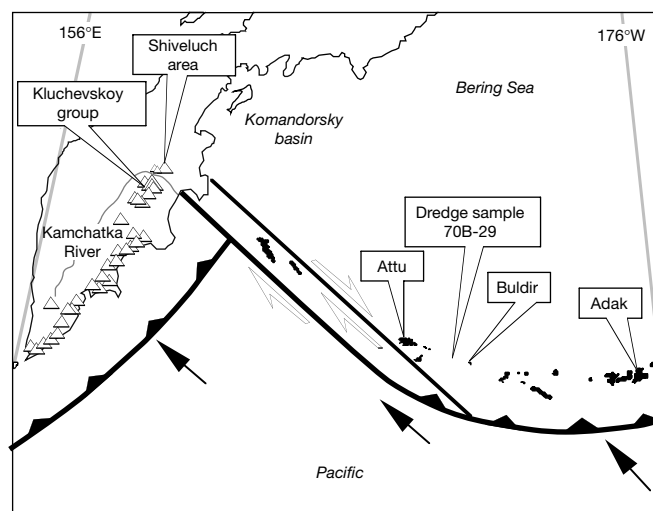 156°E
Shiveluch
area
176°W
Kluchevskoy
group
Bering Sea
Komandorsky
basin
Dredge sample
70B-29
Kamchatka
River
Attu
Buldir
Adak
Pacific